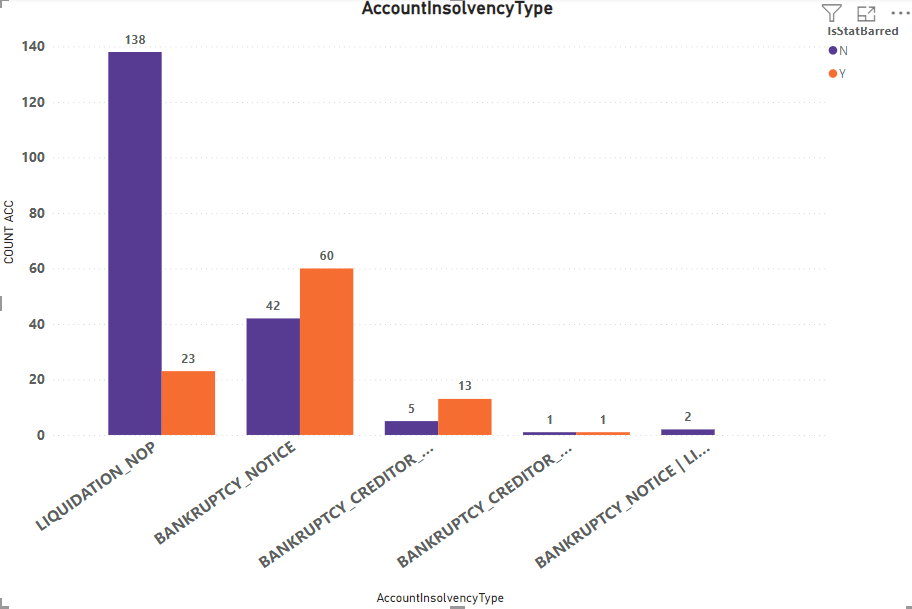 AccountInsolvencyType
IsStatBarred
N
Y
COUNT ACC
140
120
100
80
60
40
20
0
138
23
42
60
5
13
1
1
2
LIQUIDATION_NOP
BANKRUPTCY_NOTICE
BANKRUPTCY_CREDITOR_...
BANKRUPTCY_CREDITOR_...
BANKRUPTCY_NOTICE | LI...
AccountInsolvencyType